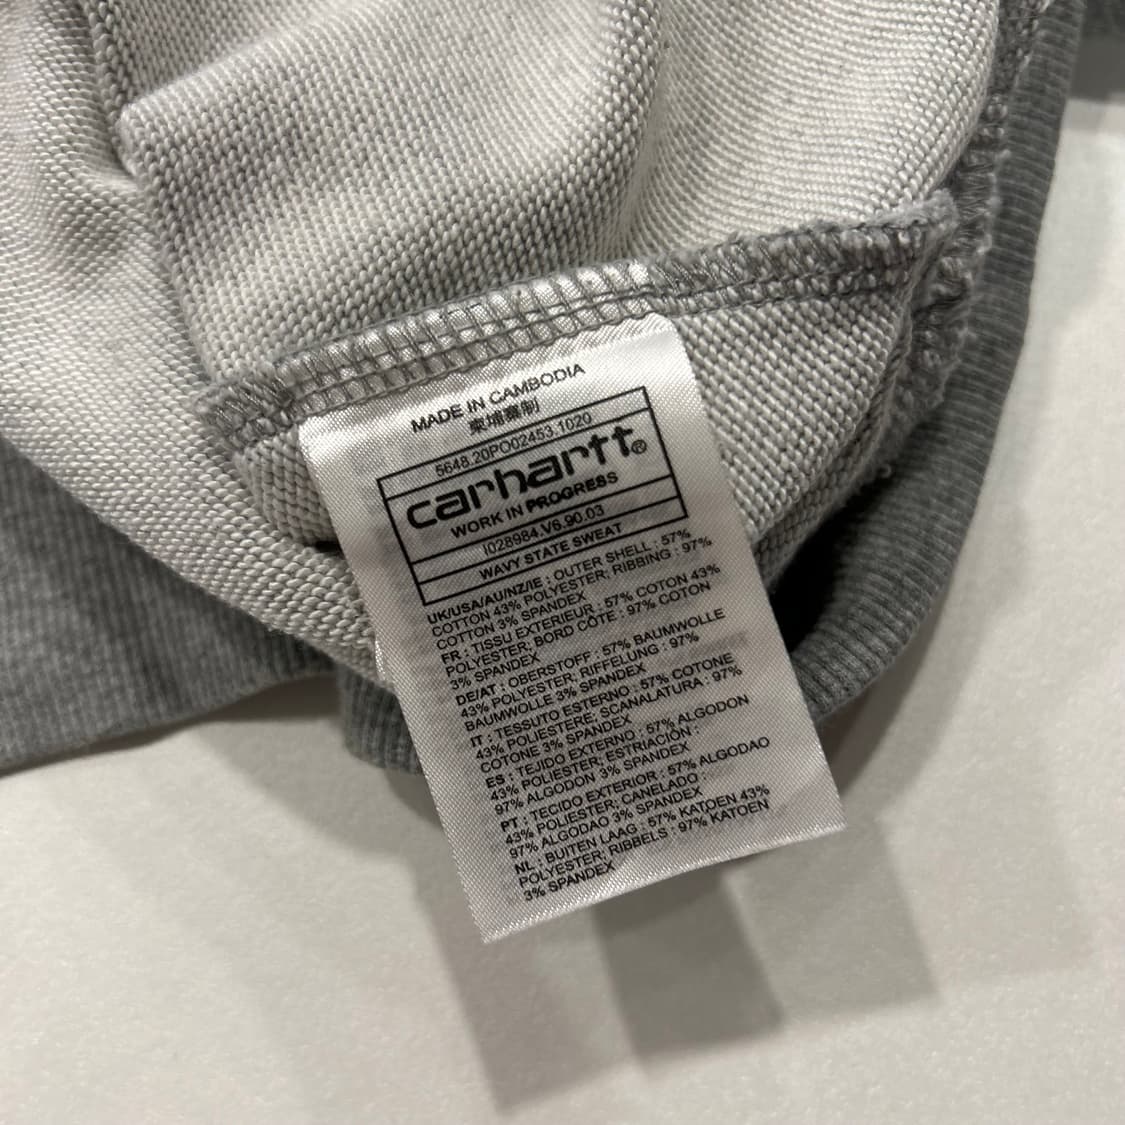 MADE IN CAMBODIA
柬埔寨制
5648.20PO02453.1020
carhartt®
WORK IN PROGRESS
I028984.V6.90.03
WAVY STATE SWEAT
UK/USA/AU/NZ/IE : OUTER SHELL : 57%
COTTON 43% POLYESTER; RIBBING : 97%
COTTON 3% SPANDEX
FR : TISSU EXTERIEUR : 57% COTON 43%
POLYESTER; BORD CÔTE : 97% COTON
3% SPANDEX
DE/AT : OBERSTOFF : 57% BAUMWOLLE
43% POLYESTER; RIFFELUNG : 97%
BAUMWOLLE 3% SPANDEX
IT : TESSUTO ESTERNO : 57% COTONE
43% POLIESTERE; SCANALATURA : 97%
COTONE 3% SPANDEX
ES : TEJIDO EXTERNO : 57% ALGODON
43% POLIESTER; ESTRIACIÓN :
97% ALGODON 3% SPANDEX
PT : TECIDO EXTERIOR : 57% ALGODAO
43% POLIESTER; CANELADO :
97% ALGODAO 3% SPANDEX
NL : BUITEN LAAG : 57% KATOEN 43%
POLYESTER; RIBBELS : 97% KATOEN
3% SPANDEX